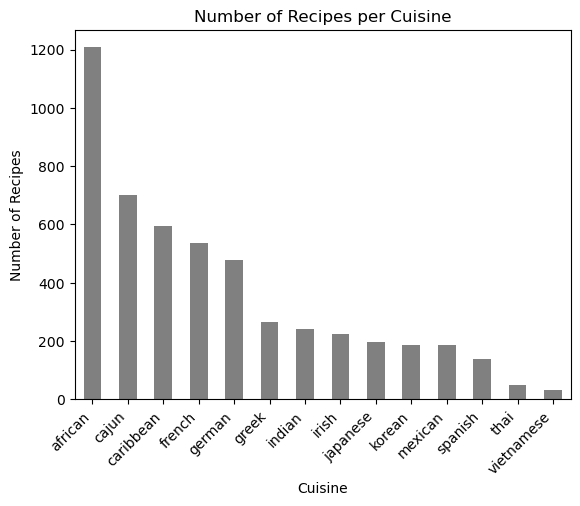 Number of Recipes per Cuisine
1200
1000
800
600
400
200
0
Number of Recipes
african
cajun
caribbean
french
german
greek
indian
irish
japanese
korean
mexican
spanish
thai
vietnamese
Cuisine